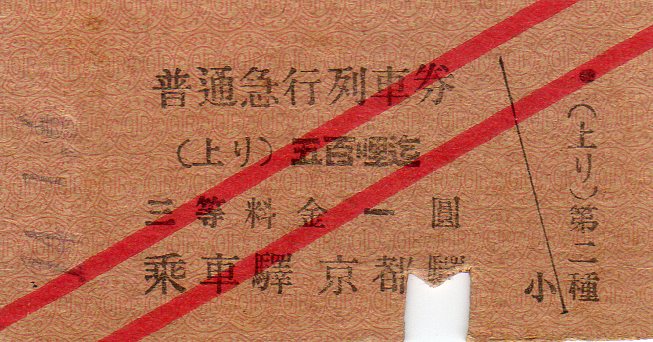 普通急行列車券
(上り) 五百粁迄
三等料金一圓
乗車驛 京都驛
小
(上り)第二種